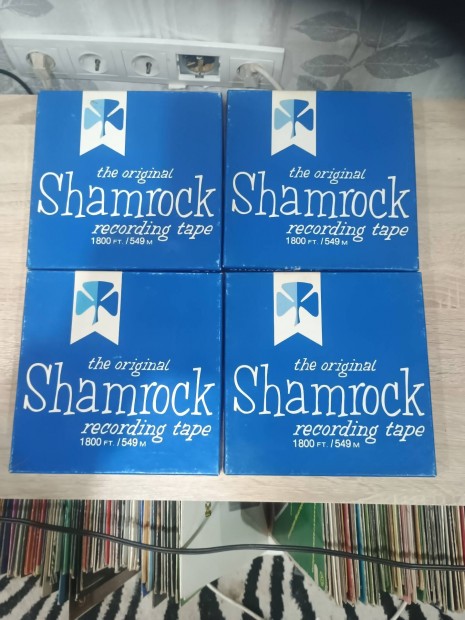 the original
Shamrock
recording tape
1800 FT. / 549 M
the original
Shamrock
recording tape
1800 FT. / 549 M
the original
Shamrock
recording tape
1800 FT. / 549 M
the original
Shamrock
recording tape
1800 FT. / 549 M